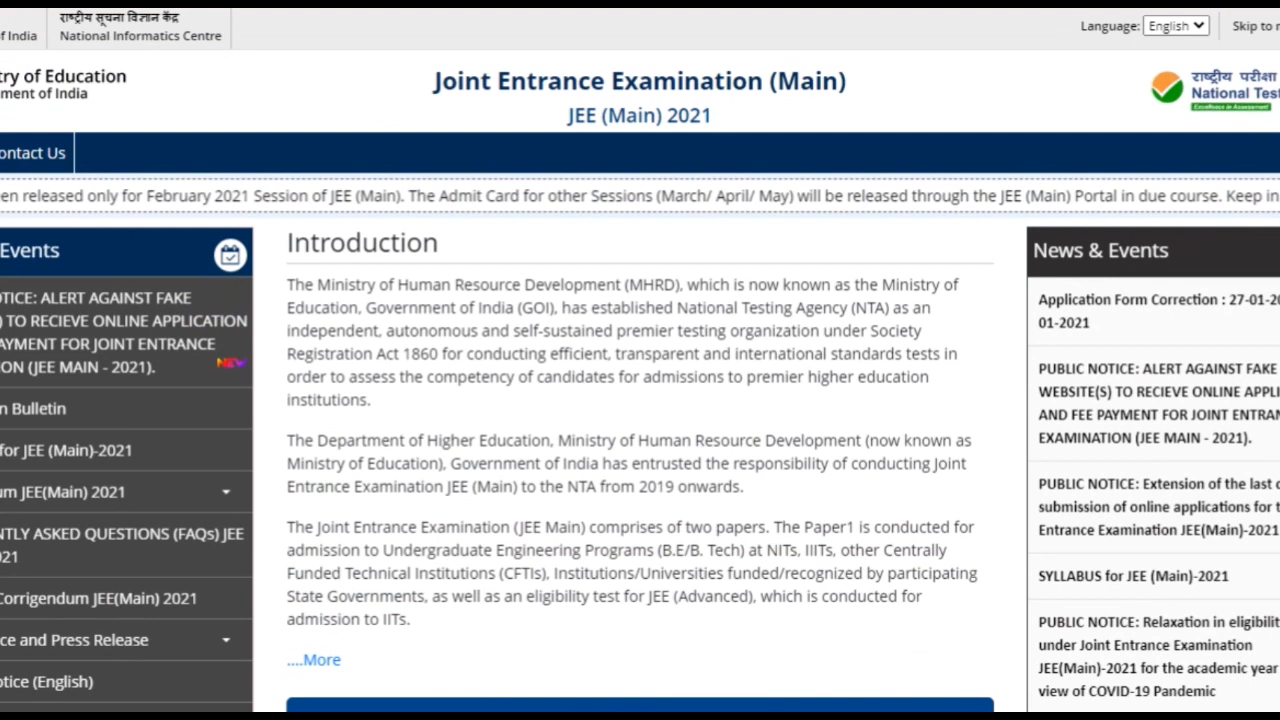 राष्ट्रीय सूचना विज्ञान केंद्र
of India
National Informatics Centre
Language: English
Skip to
ry of Education
ment of India
Joint Entrance Examination (Main)
JEE (Main) 2021
राष्ट्रीय परीक्षा
National Test
Excellence in Assessment
ontact Us
en released only for February 2021 Session of JEE (Main). The Admit Card for other Sessions (March/ April/ May) will be released through the JEE (Main) Portal in due course. Keep in
Events
TICE: ALERT AGAINST FAKE
) TO RECIEVE ONLINE APPLICATION
AYMENT FOR JOINT ENTRANCE
ON (JEE MAIN - 2021).
NEW
n Bulletin
for JEE (Main)-2021
um JEE(Main) 2021
NTLY ASKED QUESTIONS (FAQs) JEE
021
Corrigendum JEE(Main) 2021
ce and Press Release
otice (English)
Introduction
The Ministry of Human Resource Development (MHRD), which is now known as the Ministry of
Education, Government of India (GOI), has established National Testing Agency (NTA) as an
independent, autonomous and self-sustained premier testing organization under Society
Registration Act 1860 for conducting efficient, transparent and international standards tests in
order to assess the competency of candidates for admissions to premier higher education
institutions.
The Department of Higher Education, Ministry of Human Resource Development (now known as
Ministry of Education), Government of India has entrusted the responsibility of conducting Joint
Entrance Examination JEE (Main) to the NTA from 2019 onwards.
The Joint Entrance Examination (JEE Main) comprises of two papers. The Paper1 is conducted for
admission to Undergraduate Engineering Programs (B.E/B. Tech) at NITs, IIITs, other Centrally
Funded Technical Institutions (CFTIs), Institutions/Universities funded/recognized by participating
State Governments, as well as an eligibility test for JEE (Advanced), which is conducted for
admission to IITs.
....More
News & Events
Application Form Correction : 27-01-20
01-2021
PUBLIC NOTICE: ALERT AGAINST FAKE
WEBSITE(S) TO RECIEVE ONLINE APPLI
AND FEE PAYMENT FOR JOINT ENTRAN
EXAMINATION (JEE MAIN - 2021).
PUBLIC NOTICE: Extension of the last d
submission of online applications for t
Entrance Examination JEE(Main)-2021
SYLLABUS for JEE (Main)-2021
PUBLIC NOTICE: Relaxation in eligibilit
under Joint Entrance Examination
JEE(Main)-2021 for the academic year
view of COVID-19 Pandemic